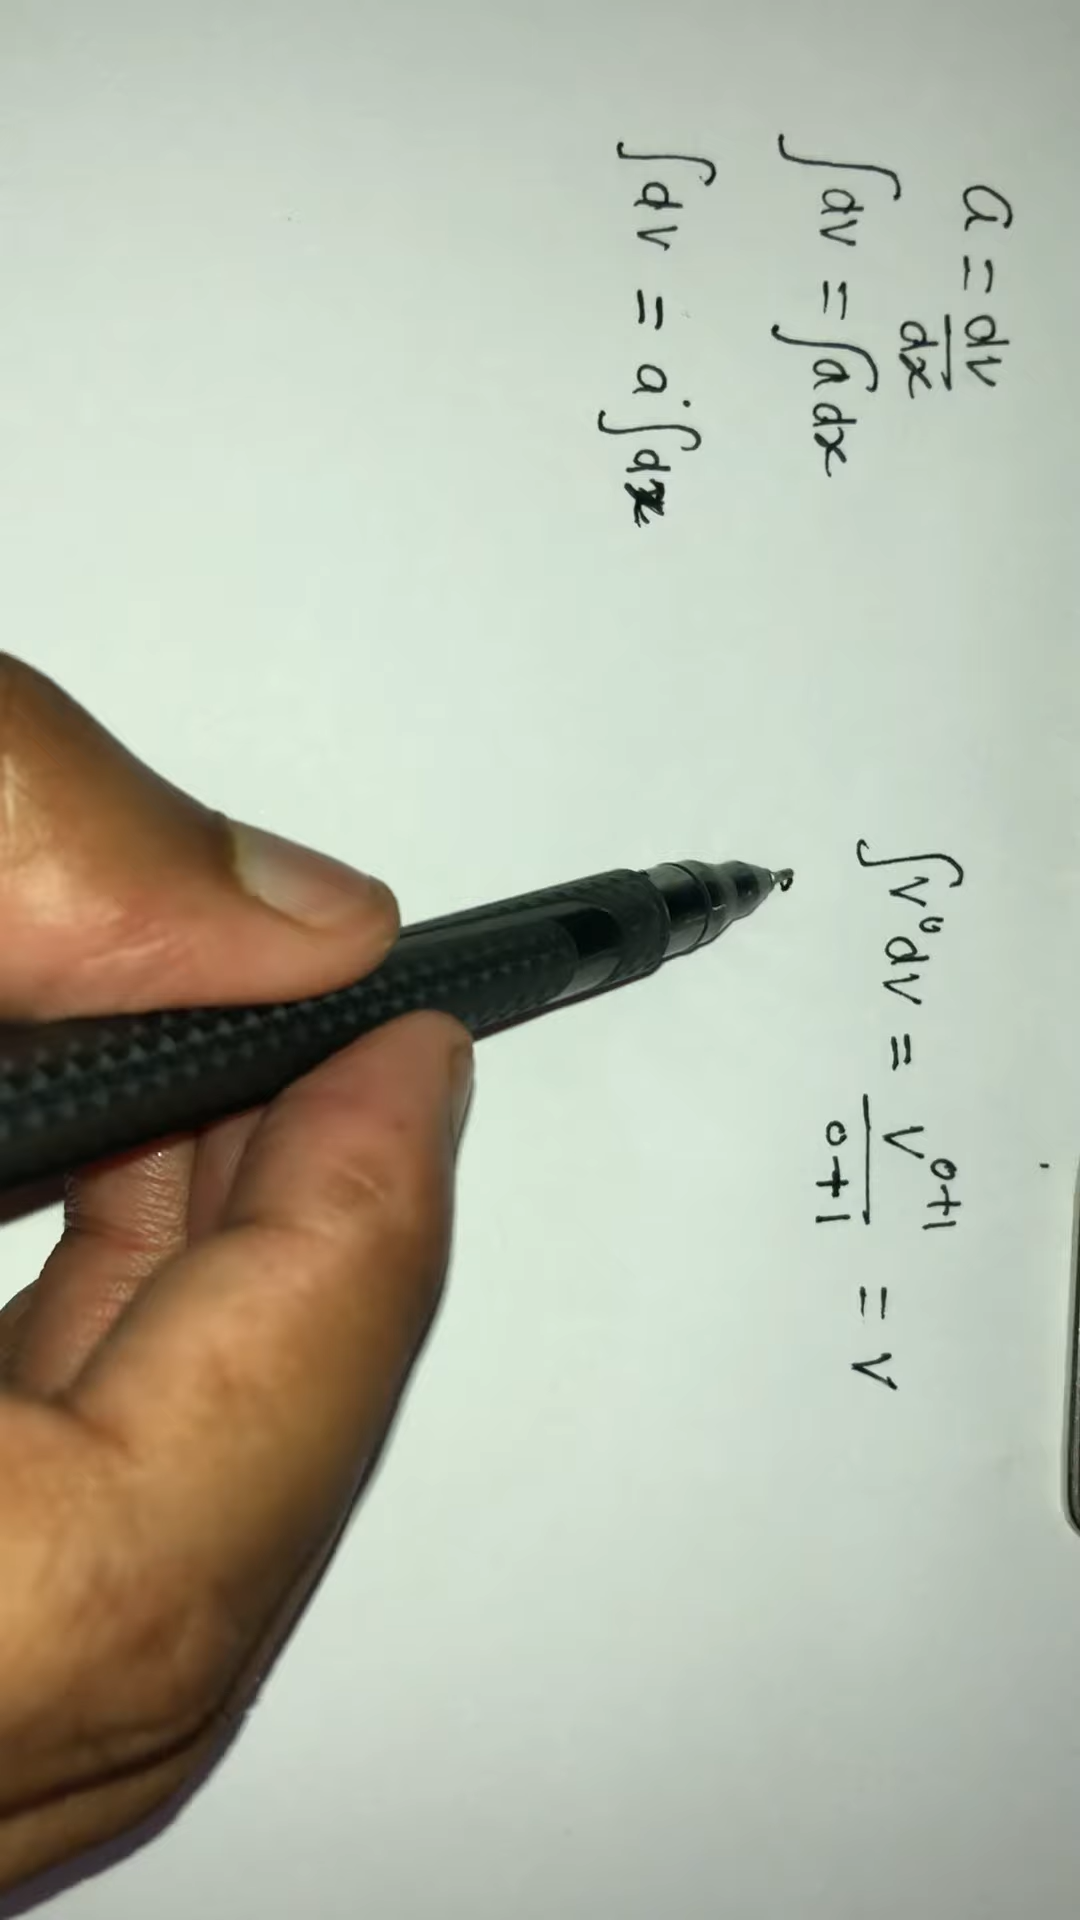 a = dv/dx
∫dv = ∫a dx
∫dv = a∫dx
∫v⁰dv = v⁰⁺¹/0+1 = v